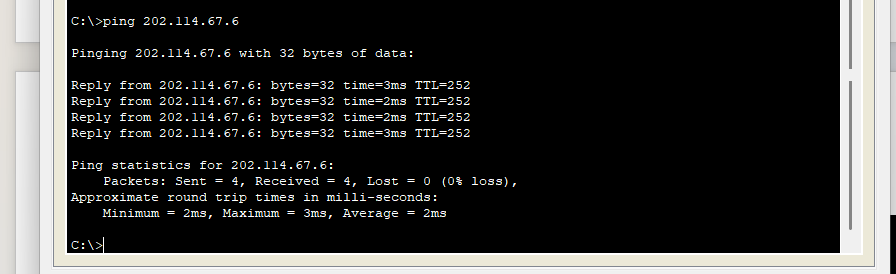 C:\>ping 202.114.67.6
Pinging 202.114.67.6 with 32 bytes of data:
Reply from 202.114.67.6: bytes=32 time=3ms TTL=252
Reply from 202.114.67.6: bytes=32 time=2ms TTL=252
Reply from 202.114.67.6: bytes=32 time=2ms TTL=252
Reply from 202.114.67.6: bytes=32 time=3ms TTL=252
Ping statistics for 202.114.67.6:
    Packets: Sent = 4, Received = 4, Lost = 0 (0% loss),
Approximate round trip times in milli-seconds:
    Minimum = 2ms, Maximum = 3ms, Average = 2ms
C:\>